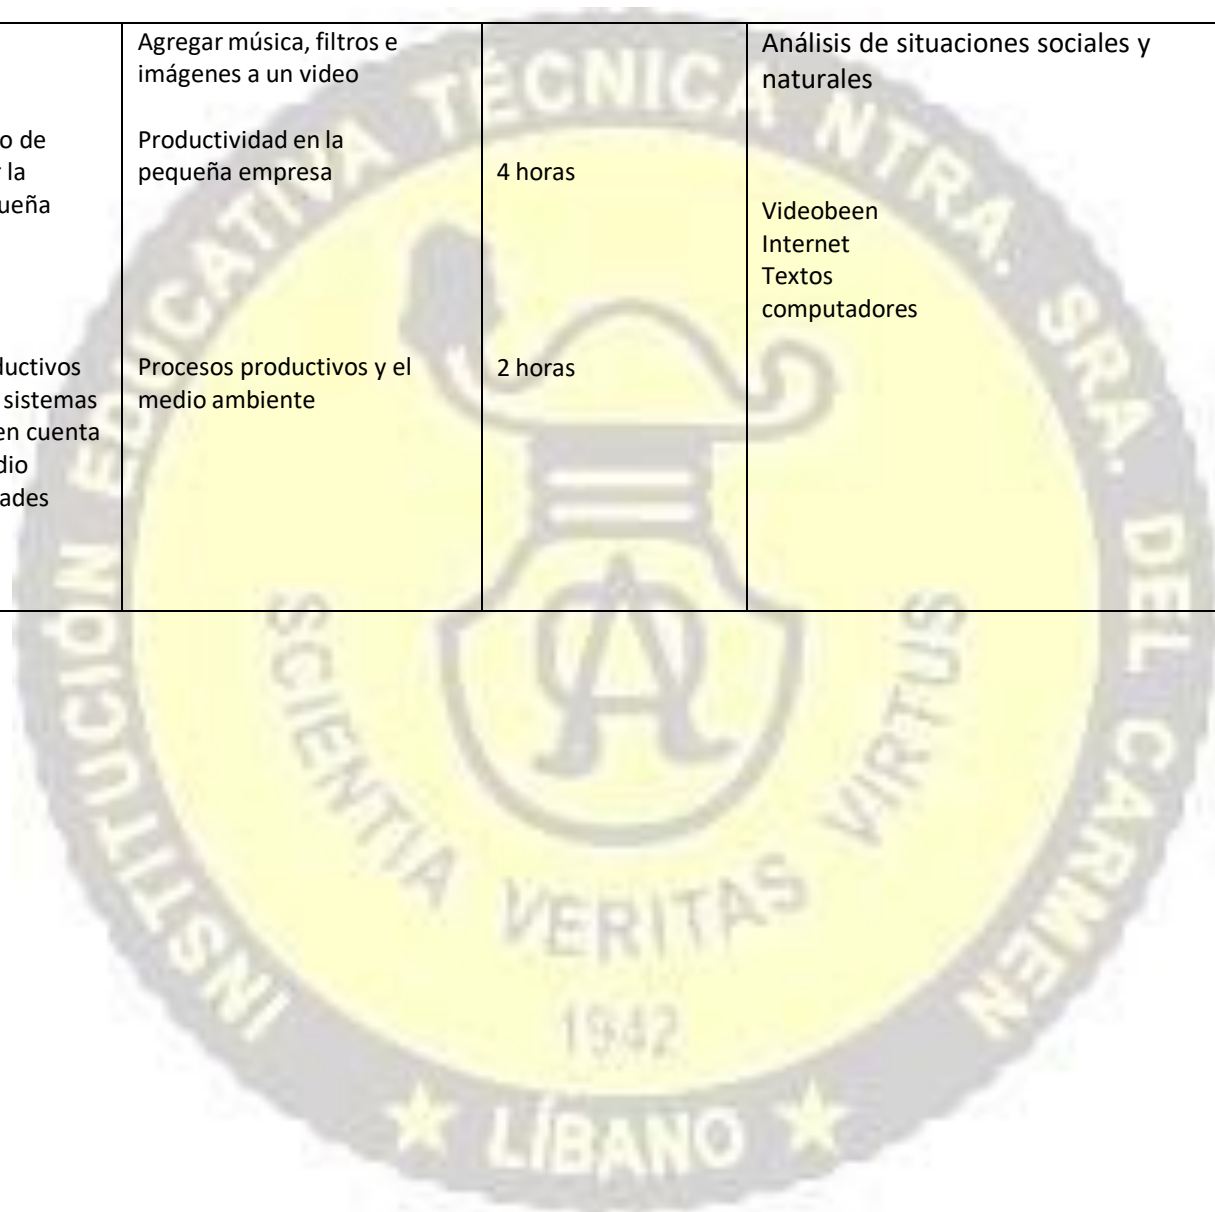 Agregar música, filtros e
imágenes a un video
Análisis de situaciones sociales y
naturales
o de
la
ueña
Productividad en la
pequeña empresa
4 horas
Videobeen
Internet
Textos
computadores
ductivos
sistemas
en cuenta
dio
ades
Procesos productivos y el
medio ambiente
2 horas
INSTITUCIÓN EDUCATIVA TÉCNICA NTRA. SRA. DEL CARMEN
SCIENTIA VERITAS VIRTUS
1942
LÍBANO